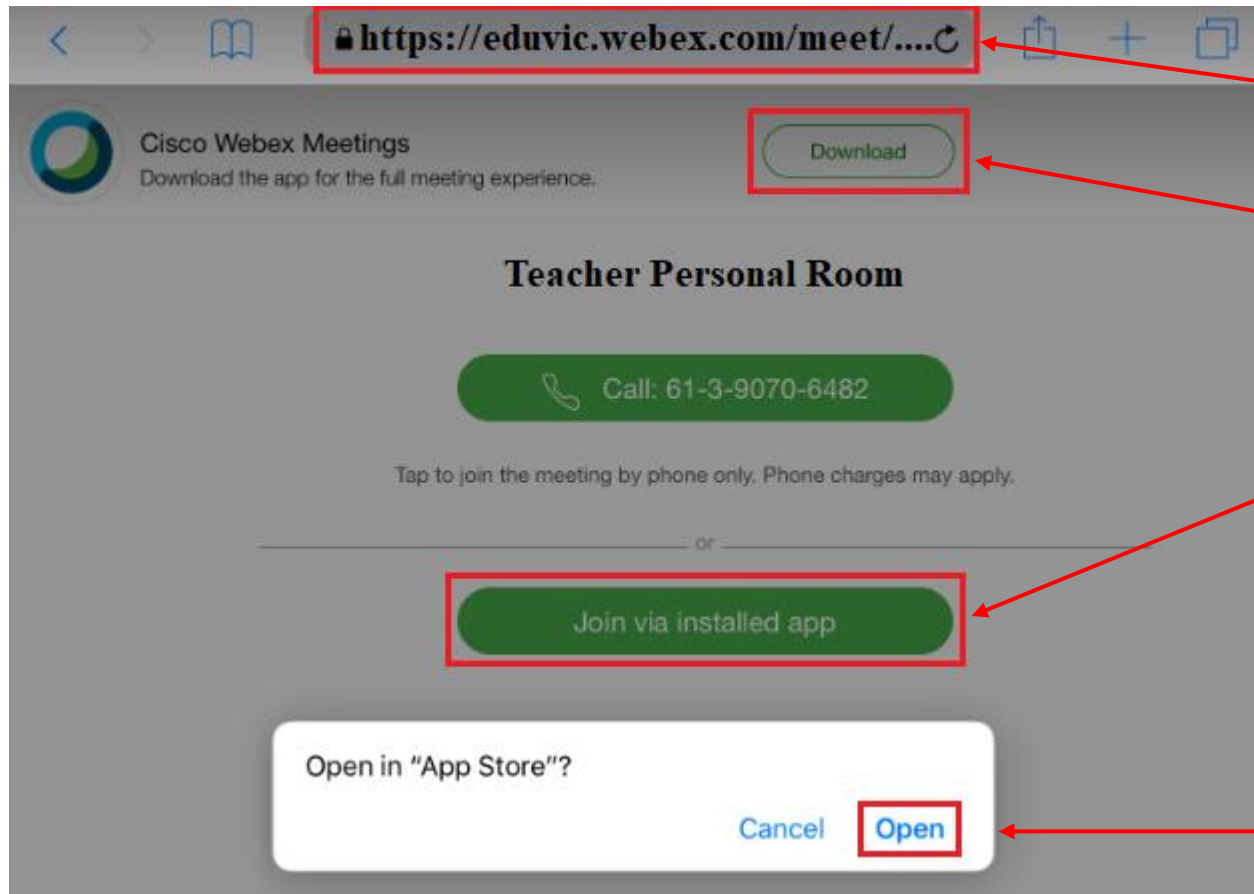 https://eduvic.webex.com/meet/....
Cisco Webex Meetings
Download the app for the full meeting experience.
Download
Teacher Personal Room
Call: 61-3-9070-6482
Tap to join the meeting by phone only. Phone charges may apply.
or
Join via installed app
Open in "App Store"?
Cancel Open